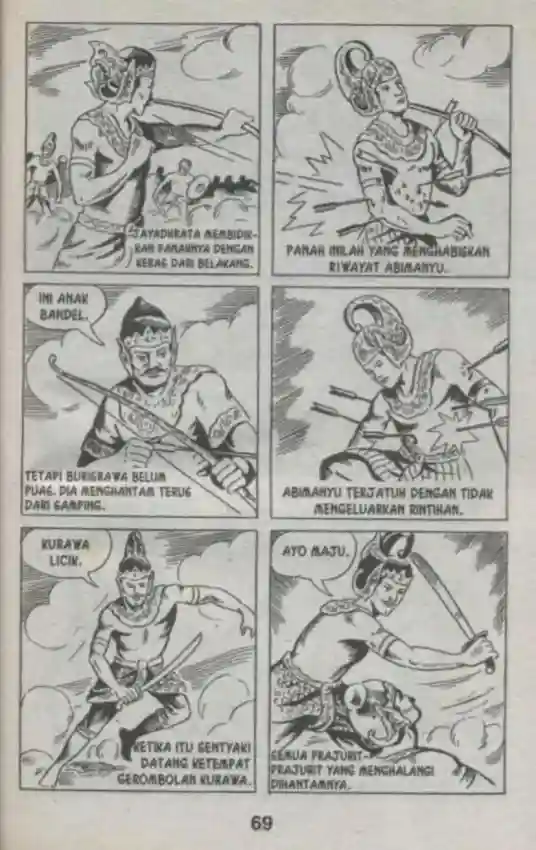 JAYADHRATA MEMBIDIK-
KAN PANAHNYA DENGAN
KERAS DARI BELAKANG.
PANAH INILAH YANG MENGHABISKAN
RIWAYAT ABIMANYU.
INI ANAK
BANDEL.
TETAPI BURISRAWA BELUM
PUAS. DIA MENGHANTAM TERUS
DARI SAMPING.
ABIMANYU TERJATUH DENGAN TIDAK
MENGELUARKAN RINTIHAN.
KURAWA
LICIK.
KETIKA ITU SENTYAKI
DATANG KETEMPAT
GEROMBOLAN KURAWA.
AYO MAJU.
SEMUA PRAJURIT-
PRAJURIT YANG MENGHALANGI
DIHANTAMNYA.
69